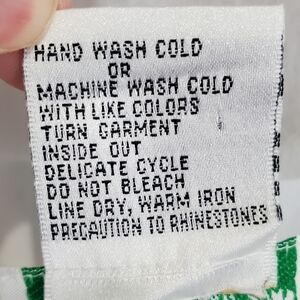 HAND WASH COLD
OR
MACHINE WASH COLD
WITH LIKE COLORS
TURN GARMENT
INSIDE OUT
DELICATE CYCLE
DO NOT BLEACH
LINE DRY, WARM IRON
PRECAUTION TO RHINESTONES